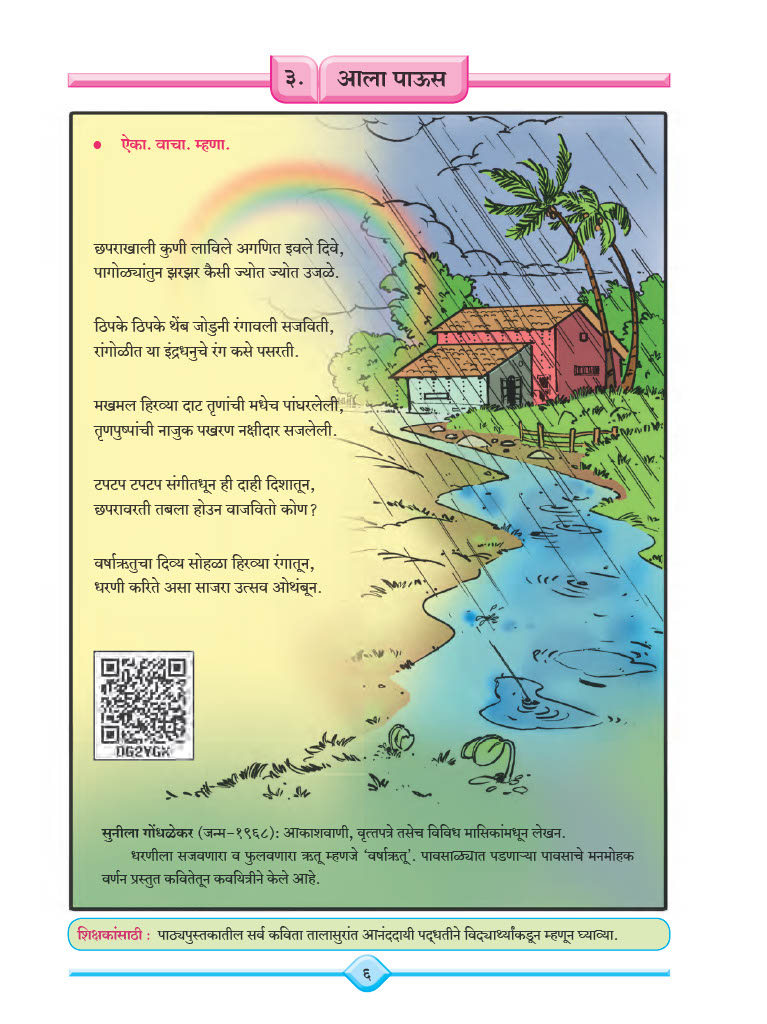 ३. आला पाऊस
• ऐका. वाचा. म्हणा.
छपराखाली कुणी लाविले अगणित इवले दिवे,
पागोळ्यांतुन झरझर कैसी ज्योत ज्योत उजळे.
ठिपके ठिपके थेंब जोडुनी रंगावली सजविती,
रांगोळीत या इंद्रधनुचे रंग कसे पसरती.
मखमल हिरव्या दाट तृणांची मधेच पांघरलेली,
तृणपुष्पांची नाजुक पखरण नक्षीदार सजलेली.
टपटप टपटप संगीतधून ही दाही दिशातून,
छपरावरती तबला होउन वाजवितो कोण?
वर्षाऋतुचा दिव्य सोहळा हिरव्या रंगातून,
धरणी करिते असा साजरा उत्सव ओथंबून.
DG2YGX
सुनीला गोंधळेकर (जन्म-१९६८): आकाशवाणी, वृत्तपत्रे तसेच विविध मासिकांमधून लेखन.
धरणीला सजवणारा व फुलवणारा ऋतू म्हणजे ‘वर्षाऋतू’. पावसाळ्यात पडणाऱ्या पावसाचे मनमोहक
वर्णन प्रस्तुत कवितेतून कवयित्रीने केले आहे.
शिक्षकांसाठी : पाठ्यपुस्तकातील सर्व कविता तालासुरांत आनंददायी पद्धतीने विद्यार्थ्यांकडून म्हणून घ्याव्या.
६